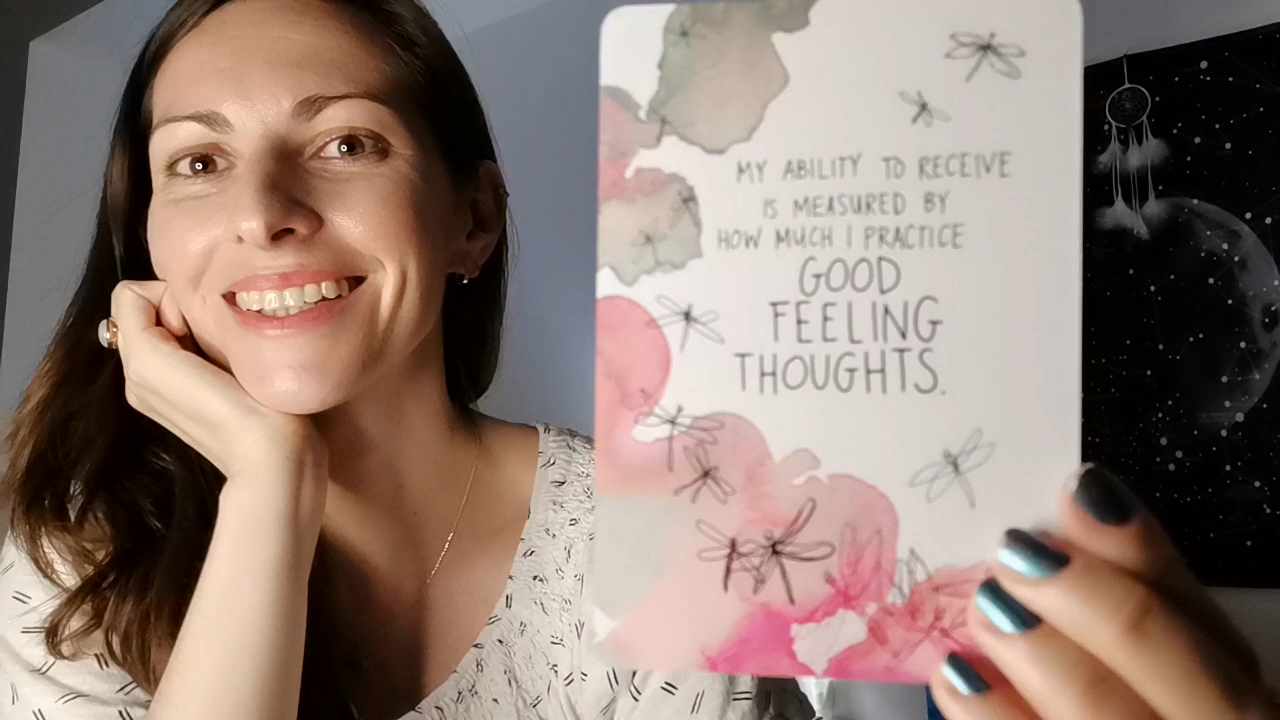 MY ABILITY TO RECEIVE
IS MEASURED BY
HOW MUCH I PRACTICE
GOOD
FEELING
THOUGHTS.